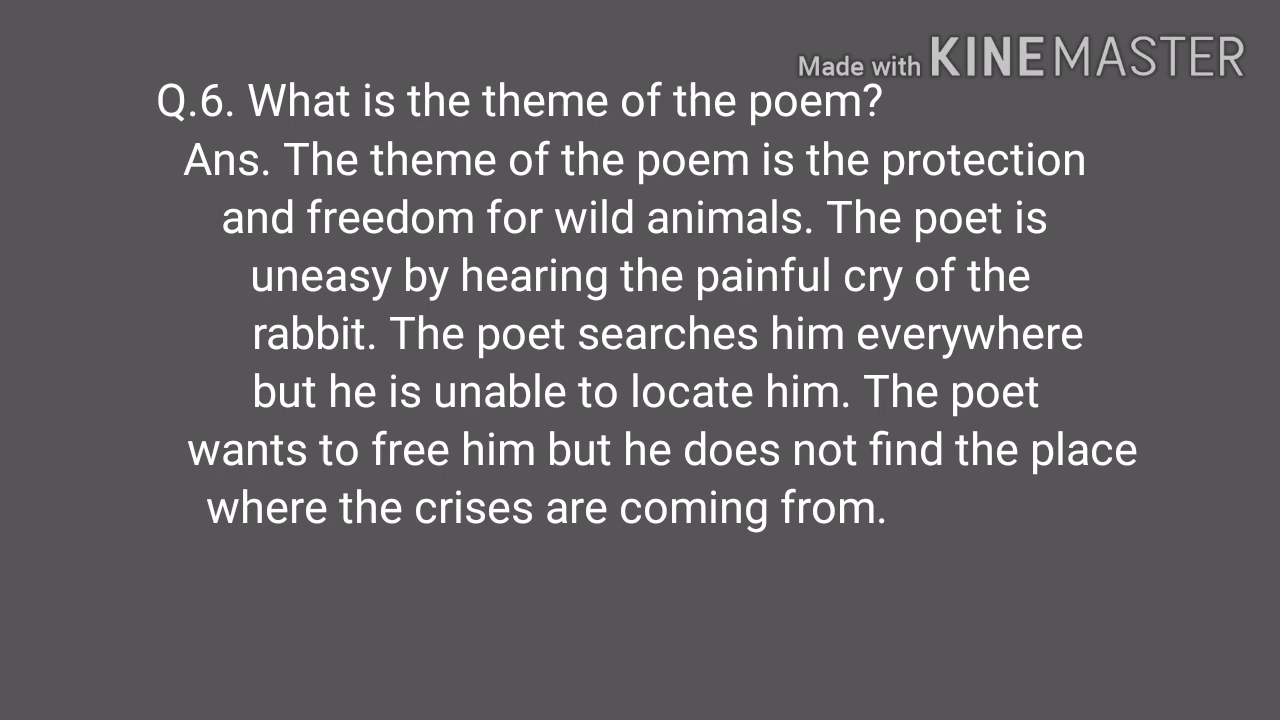 Made with KINEMASTER
Q.6. What is the theme of the poem?
Ans. The theme of the poem is the protection
and freedom for wild animals. The poet is
uneasy by hearing the painful cry of the
rabbit. The poet searches him everywhere
but he is unable to locate him. The poet
wants to free him but he does not find the place
where the crises are coming from.